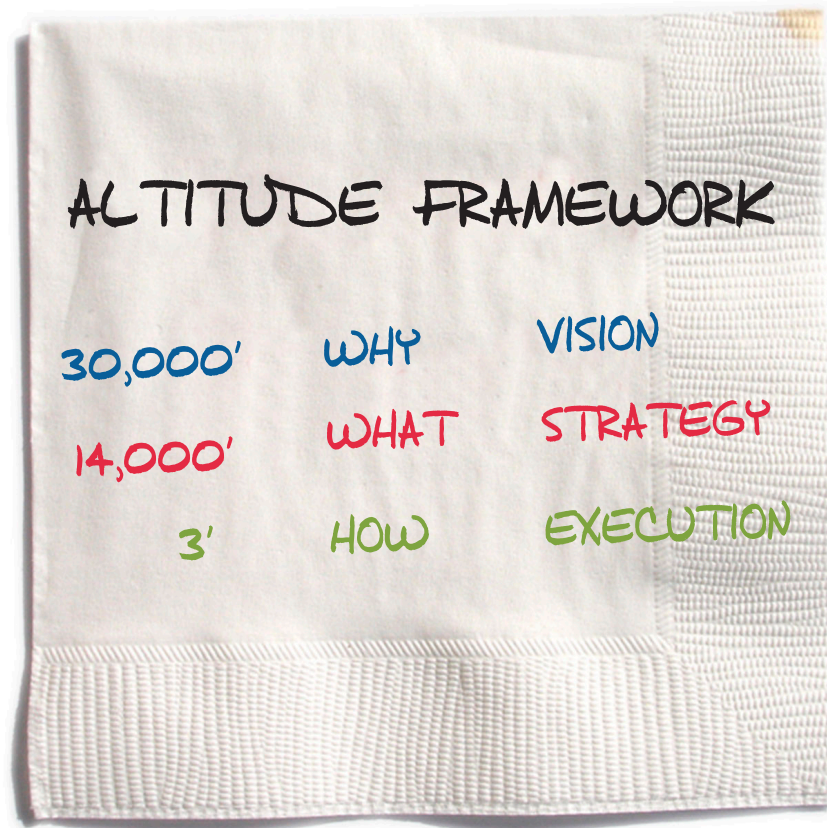 ALTITUDE FRAMEWORK
30,000' WHY VISION
14,000' WHAT STRATEGY
3' HOW EXECUTION